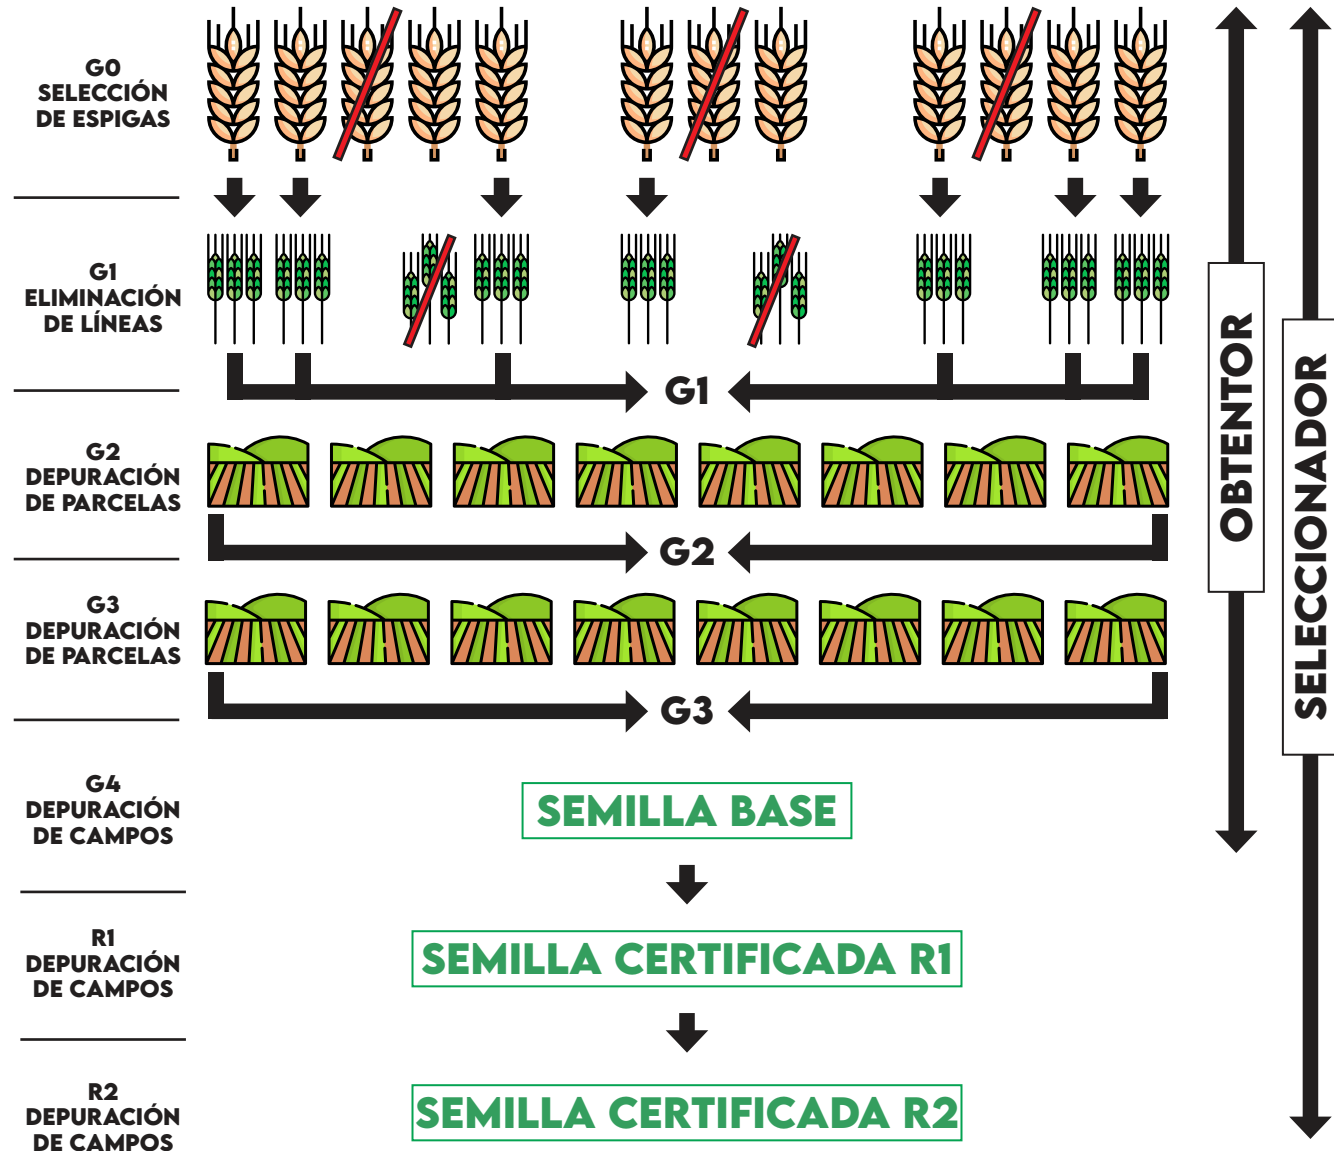 G0
SELECCIÓN
DE ESPIGAS
G1
ELIMINACIÓN
DE LÍNEAS
G1
G2
DEPURACIÓN
DE PARCELAS
G2
G3
DEPURACIÓN
DE PARCELAS
G3
G4
DEPURACIÓN
DE CAMPOS
SEMILLA BASE
R1
DEPURACIÓN
DE CAMPOS
SEMILLA CERTIFICADA R1
R2
DEPURACIÓN
DE CAMPOS
SEMILLA CERTIFICADA R2
OBTENTOR
SELECCIONADOR